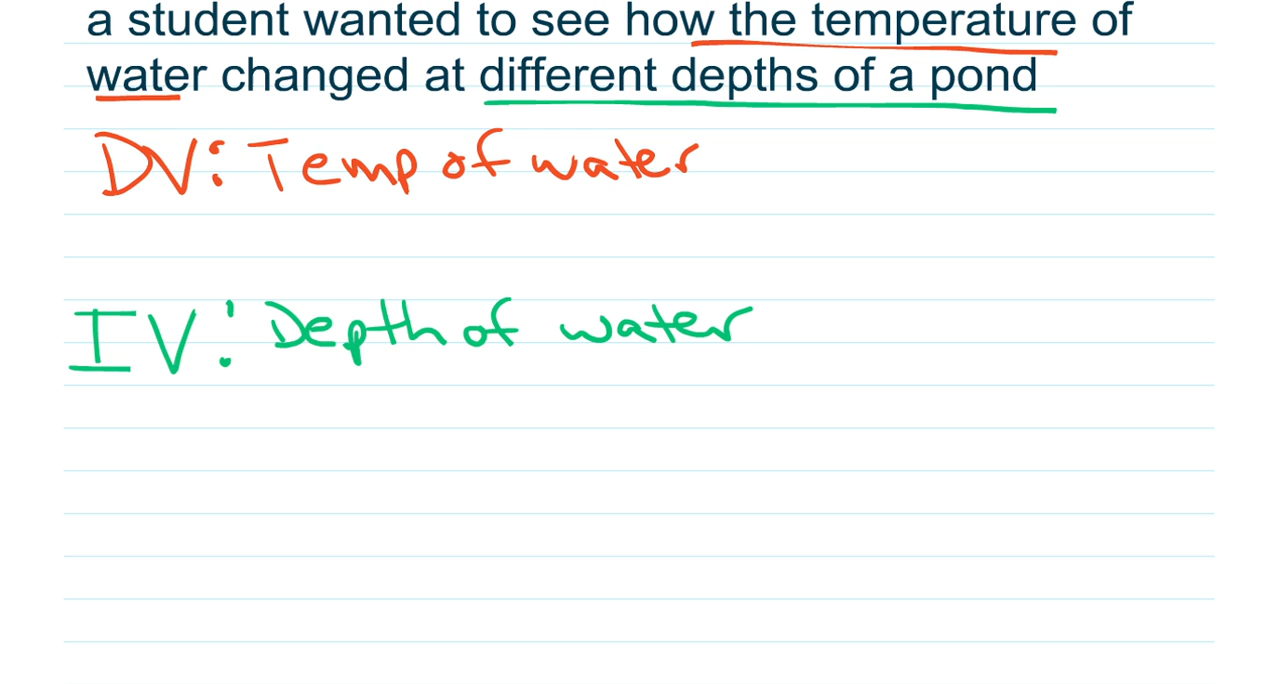 a student wanted to see how the temperature of
water changed at different depths of a pond
DV: Temp of water
IV: Depth of water